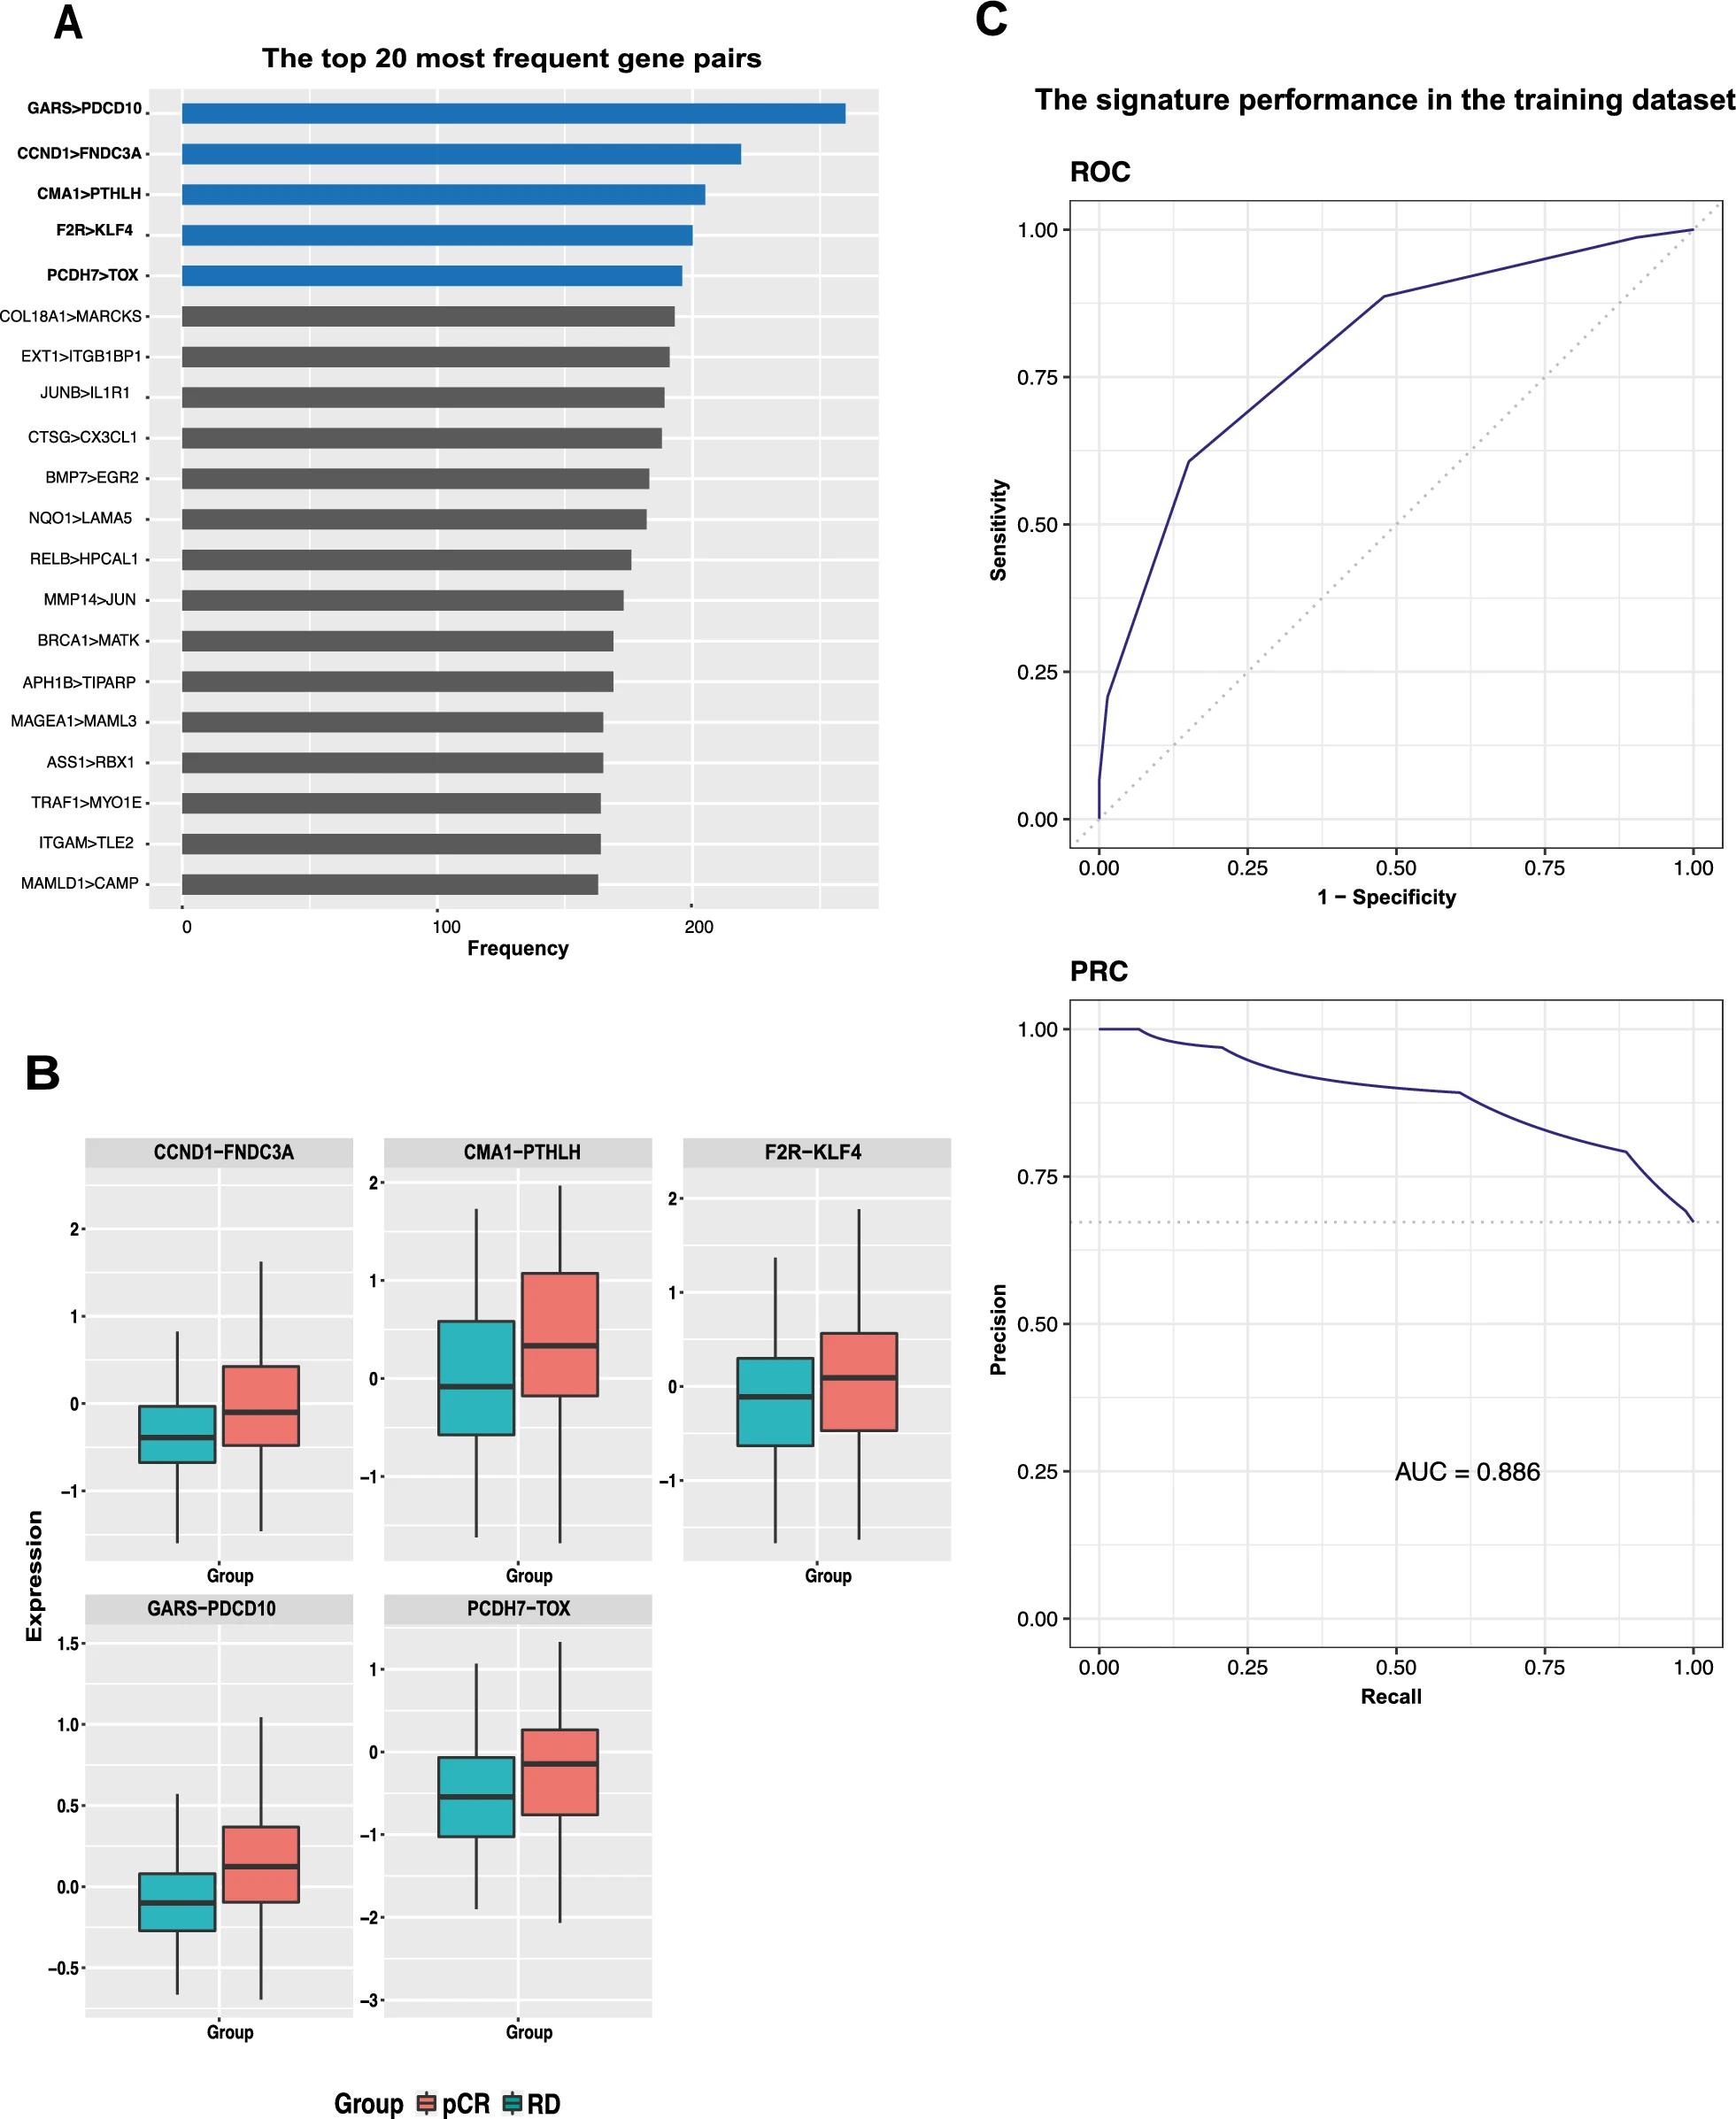 A
The top 20 most frequent gene pairs
GARS>PDCD10
CCND1>FNDC3A
CMA1>PTHLH
F2R>KLF4
PCDH7>TOX
COL18A1>MARCKS
EXT1>ITGB1BP1
JUNB>IL1R1
CTSG>CX3CL1
BMP7>EGR2
NQO1>LAMA5
RELB>HPCAL1
MMP14>JUN
BRCA1>MATK
APH1B>TIPARP
MAGEA1>MAML3
ASS1>RBX1
TRAF1>MYO1E
ITGAM>TLE2
MAMLD1>CAMP
0 100 200
Frequency
B
Expression
CCND1−FNDC3A
2
1
0
−1
Group
CMA1−PTHLH
2
1
0
−1
Group
F2R−KLF4
2
1
0
−1
Group
GARS−PDCD10
1.5
1.0
0.5
0.0
−0.5
Group
PCDH7−TOX
1
0
−1
−2
−3
Group
Group pCR RD
C
The signature performance in the training dataset
ROC
Sensitivity
1.00
0.75
0.50
0.25
0.00
0.00 0.25 0.50 0.75 1.00
1 − Specificity
PRC
Precision
1.00
0.75
0.50
0.25
0.00
AUC = 0.886
0.00 0.25 0.50 0.75 1.00
Recall